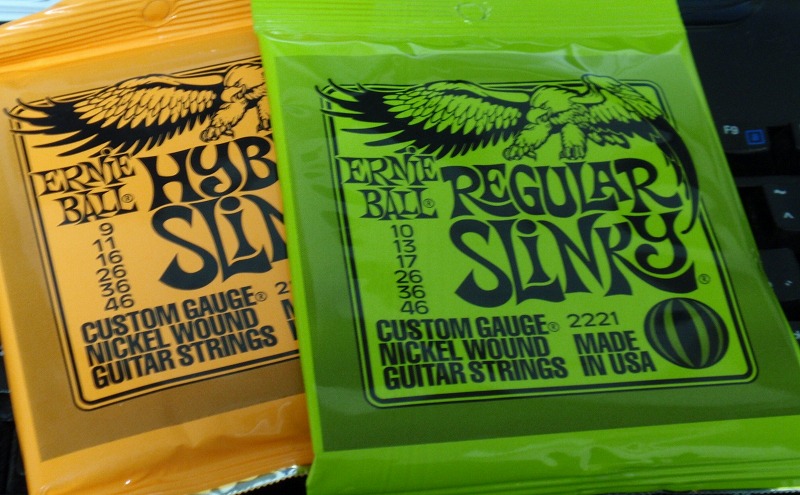 ERNIE
BALL®
HYB
SLIN
9
11
16
26
36
46
CUSTOM GAUGE®
NICKEL WOUND
GUITAR STRINGS
ERNIE
BALL®
REGULAR
SLINKY®
10
13
17
26
36
46
CUSTOM GAUGE® 2221
NICKEL WOUND MADE
GUITAR STRINGS IN USA
F9